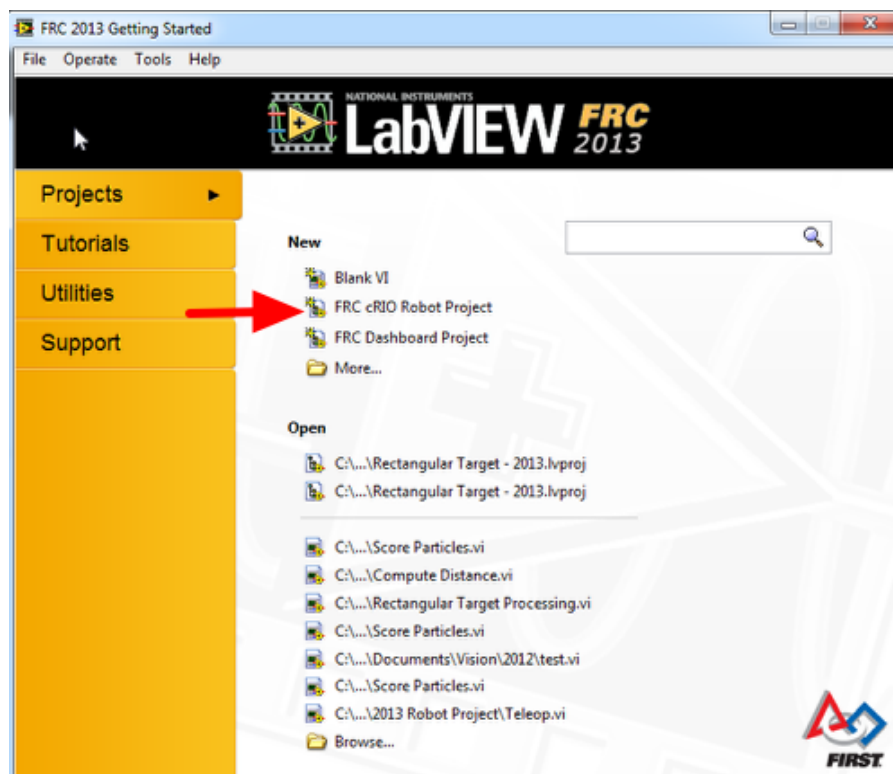 FRC 2013 Getting Started
File Operate Tools Help
NATIONAL INSTRUMENTS
LabVIEW FRC 2013
Projects
Tutorials
Utilities
Support
New
Blank VI
FRC cRIO Robot Project
FRC Dashboard Project
More...
Open
C:\...\Rectangular Target - 2013.lvproj
C:\...\Rectangular Target - 2013.lvproj
C:\...\Score Particles.vi
C:\...\Compute Distance.vi
C:\...\Rectangular Target Processing.vi
C:\...\Score Particles.vi
C:\...\Documents\Vision\2012\test.vi
C:\...\Score Particles.vi
C:\...\2013 Robot Project\Teleop.vi
Browse...
FIRST